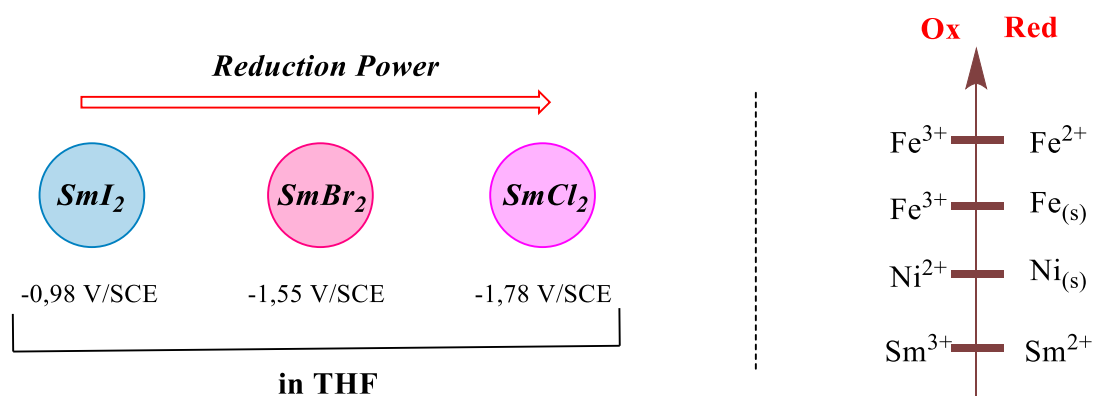 Reduction Power
SmI₂ SmBr₂ SmCl₂
-0,98 V/SCE -1,55 V/SCE -1,78 V/SCE
in THF
Ox Red
Fe³⁺ Fe²⁺
Fe³⁺ Fe₍ₛ₎
Ni²⁺ Ni₍ₛ₎
Sm³⁺ Sm²⁺